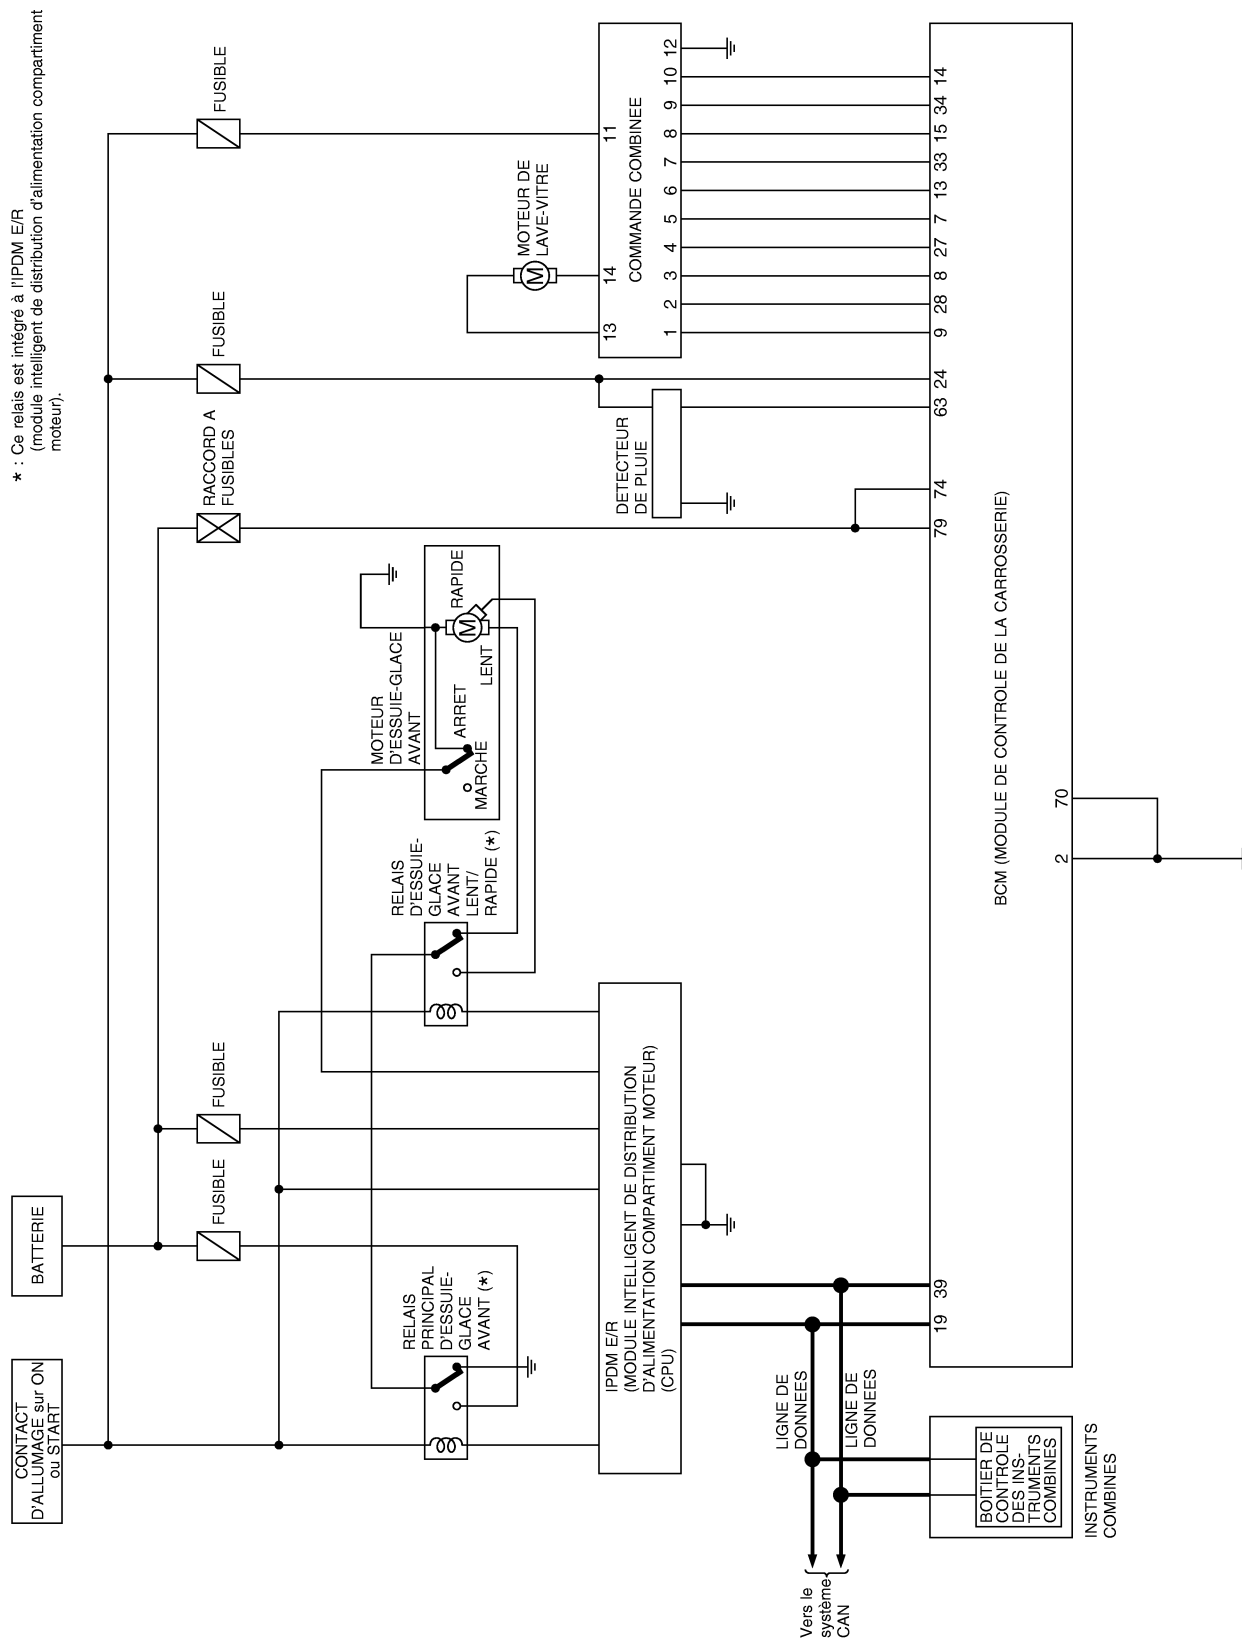 * : Ce relais est intégré à l'IPDM E/R
(module intelligent de distribution d'alimentation compartiment
moteur).
CONTACT
D'ALLUMAGE sur ON
ou START
BATTERIE
FUSIBLE
FUSIBLE
RACCORD A
FUSIBLES
FUSIBLE
FUSIBLE
RELAIS
PRINCIPAL
D'ESSUIE-
GLACE
AVANT (*)
RELAIS
D'ESSUIE-
GLACE
AVANT
LENT/
RAPIDE (*)
MOTEUR
D'ESSUIE-GLACE
AVANT
MARCHE
ARRET
LENT
M
RAPIDE
MOTEUR DE
LAVE-VITRE
M
DETECTEUR
DE PLUIE
13
14
11
COMMANDE COMBINEE
1
2
3
4
5
6
7
8
9
10
12
IPDM E/R
(MODULE INTELLIGENT DE DISTRIBUTION
D'ALIMENTATION COMPARTIMENT MOTEUR)
(CPU)
LIGNE DE
DONNEES
LIGNE DE
DONNEES
Vers le
système
CAN
19
39
79
74
63
24
9
28
8
27
7
13
33
15
34
14
BCM (MODULE DE CONTROLE DE LA CARROSSERIE)
2
70
BOITIER DE
CONTROLE
DES INS-
TRUMENTS
COMBINES
INSTRUMENTS
COMBINES